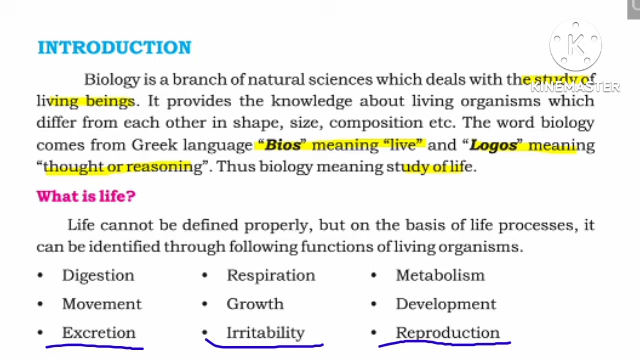 INTRODUCTION
Biology is a branch of natural sciences which deals with the study of
living beings. It provides the knowledge about living organisms which
differ from each other in shape, size, composition etc. The word biology
comes from Greek language "Bios" meaning "live" and "Logos" meaning
"thought or reasoning". Thus biology meaning study of life.
What is life?
Life cannot be defined properly, but on the basis of life processes, it
can be identified through following functions of living organisms.
• Digestion • Respiration • Metabolism
• Movement • Growth • Development
• Excretion • Irritability • Reproduction
K
KINEMASTER